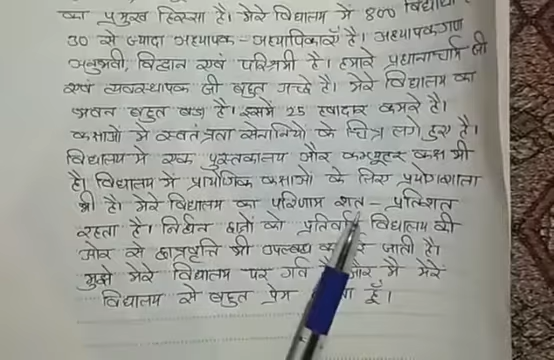 का प्रमुख हिस्सा है। मेरे विद्यालय में 800 विद्यार्थी
30 से ज्यादा अध्यापक - अध्यापिकाएँ है। अध्यापकगण
अनुभवी, विद्वान एवं परिश्रमी है। हमारे प्रधानाचार्य जी
एवं व्यवस्थापक जी बहुत अच्छे है। मेरे विद्यालय का
भवन बहुत बड़ा है। इसमें 25 हवादार कमरे है।
कक्षाओं में स्वतंत्रता सेनानियों के चित्र लगे हुए है।
विद्यालय में एक पुस्तकालय और कम्प्यूटर कक्ष भी
है। विद्यालय में प्रायोगिक कक्षाओं के लिए प्रयोगशाला
भी है। मेरे विद्यालय का परिणाम शत - प्रतिशत
रहता है। निर्धन छात्रों को प्रतिवर्ष विद्यालय की
ओर से छात्रवृत्ति भी उपलब्ध जाती है।
मुझे मेरे विद्यालय पर गर्व है और मैं मेरे
विद्यालय से बहुत प्रेम हूँ।